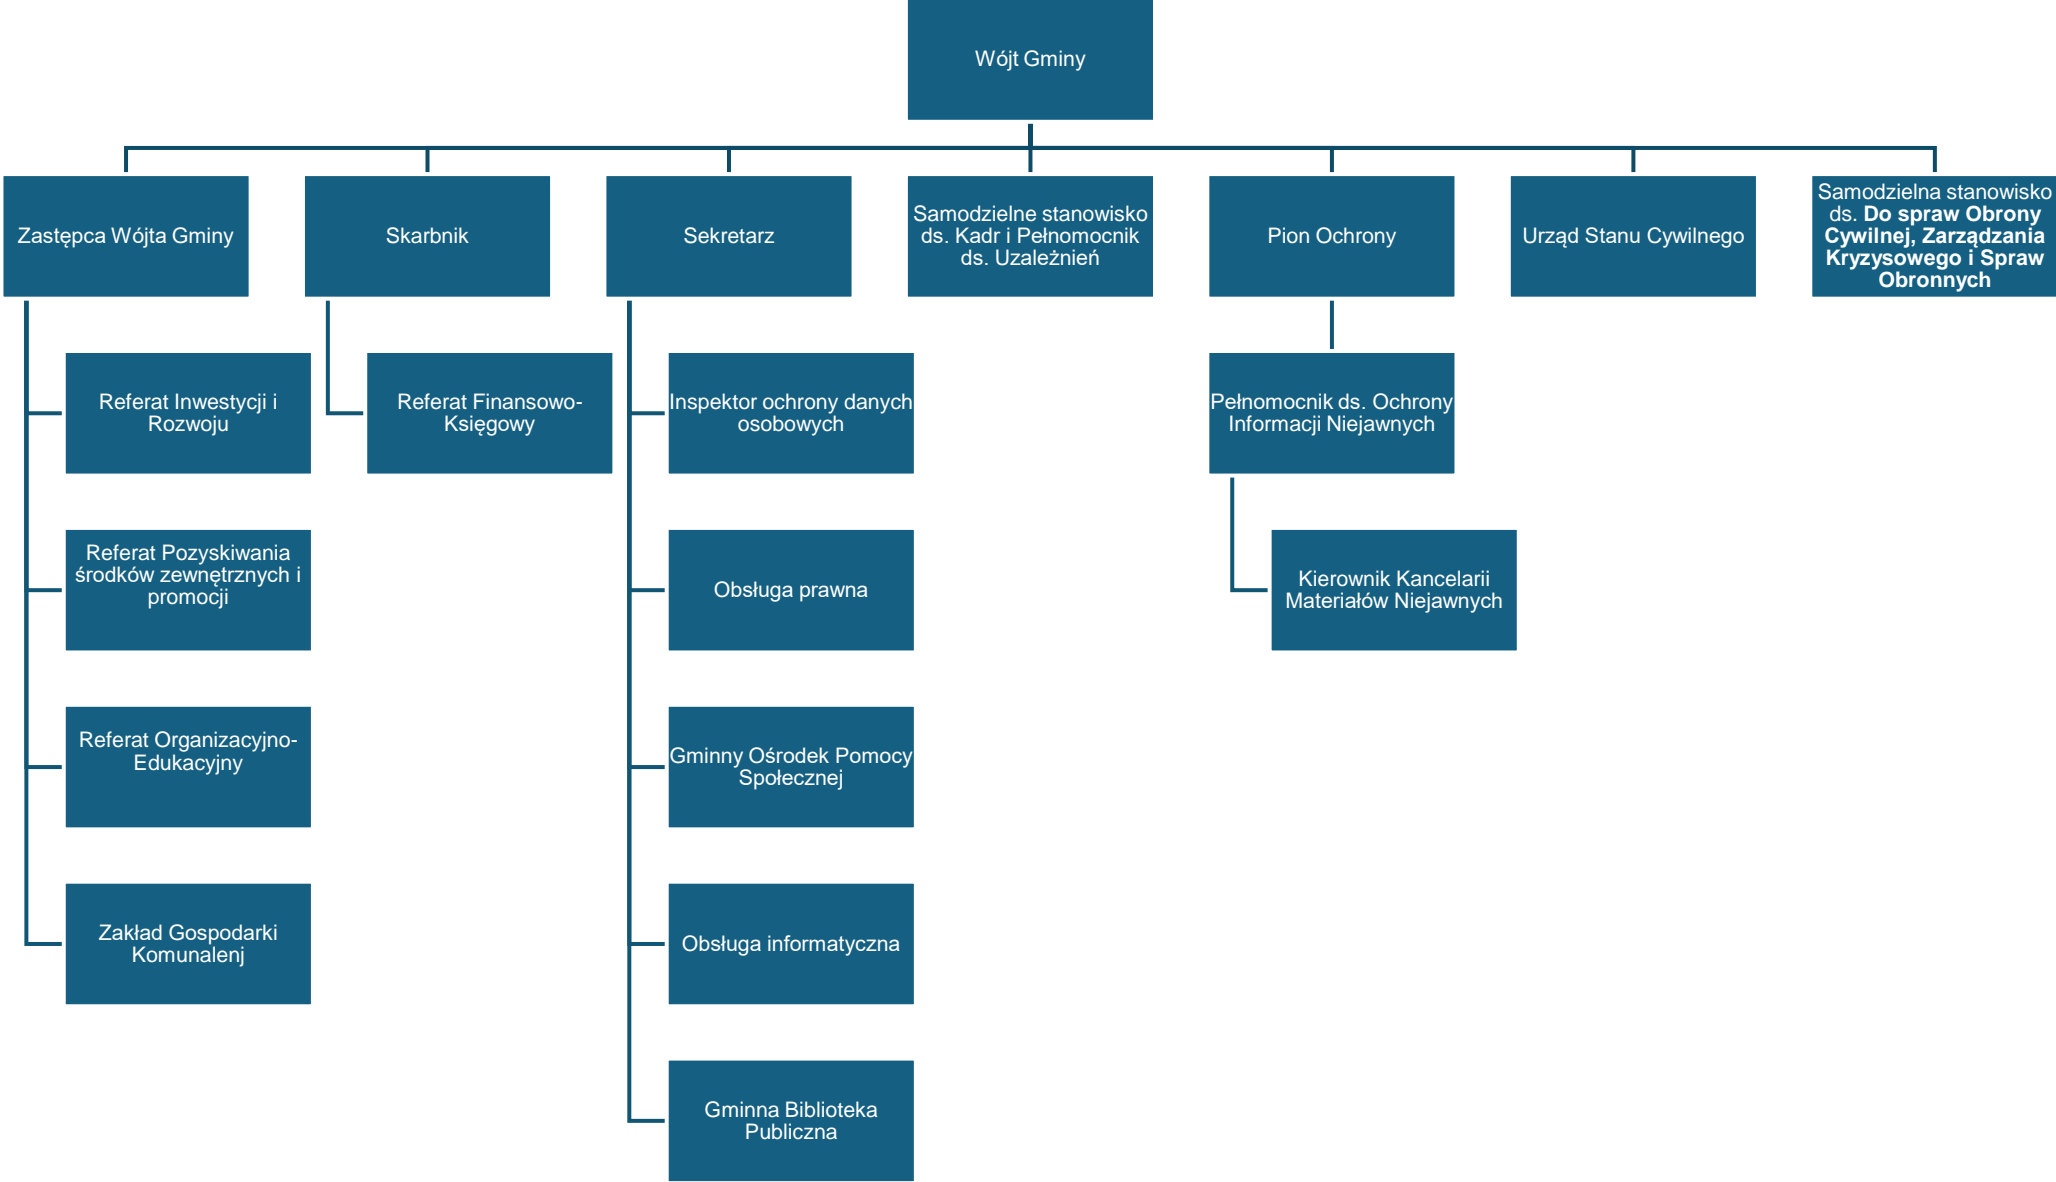 Wójt Gminy
Zastępca Wójta Gminy
Skarbnik
Sekretarz
Samodzielne stanowisko
ds. Kadr i Pełnomocnik
ds. Uzależnień
Pion Ochrony
Urząd Stanu Cywilnego
Samodzielna stanowisko
ds. Do spraw Obrony
Cywilnej, Zarządzania
Kryzysowego i Spraw
Obronnych
Referat Inwestycji i
Rozwoju
Referat Finansowo-
Księgowy
Inspektor ochrony danych
osobowych
Pełnomocnik ds. Ochrony
Informacji Niejawnych
Referat Pozyskiwania
środków zewnętrznych i
promocji
Obsługa prawna
Kierownik Kancelarii
Materiałów Niejawnych
Referat Organizacyjno-
Edukacyjny
Gminny Ośrodek Pomocy
Społecznej
Zakład Gospodarki
Komunalenj
Obsługa informatyczna
Gminna Biblioteka
Publiczna